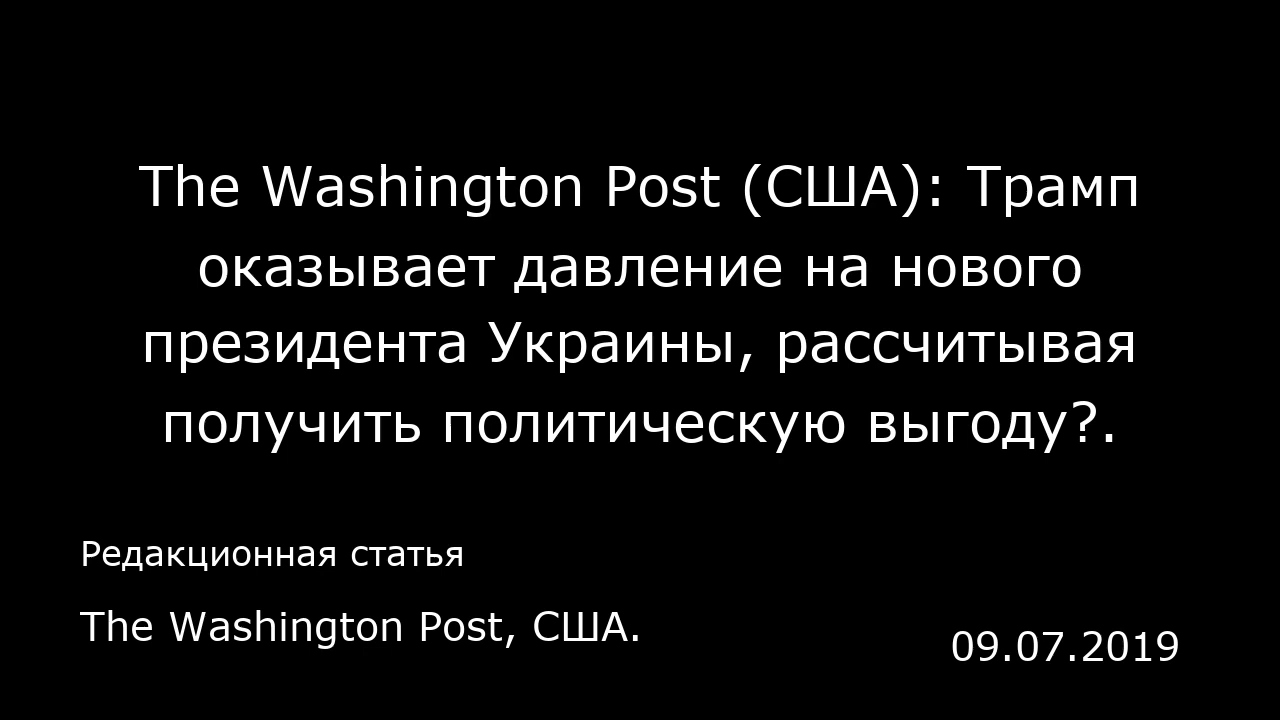 The Washington Post (США): Трамп
оказывает давление на нового
президента Украины, рассчитывая
получить политическую выгоду?.
Редакционная статья
The Washington Post, США.
09.07.2019